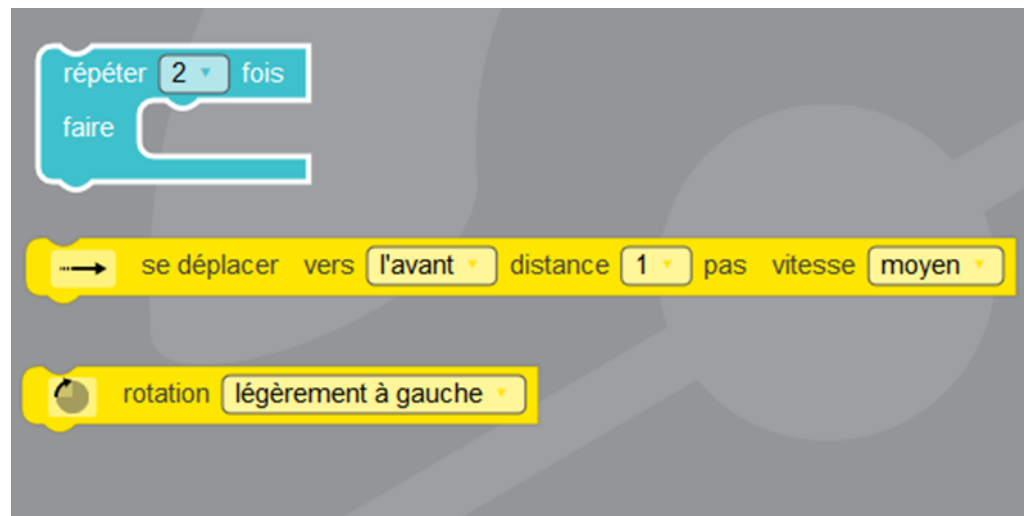 répéter 2 fois
faire
se déplacer vers l'avant distance 1 pas vitesse moyen
rotation légèrement à gauche